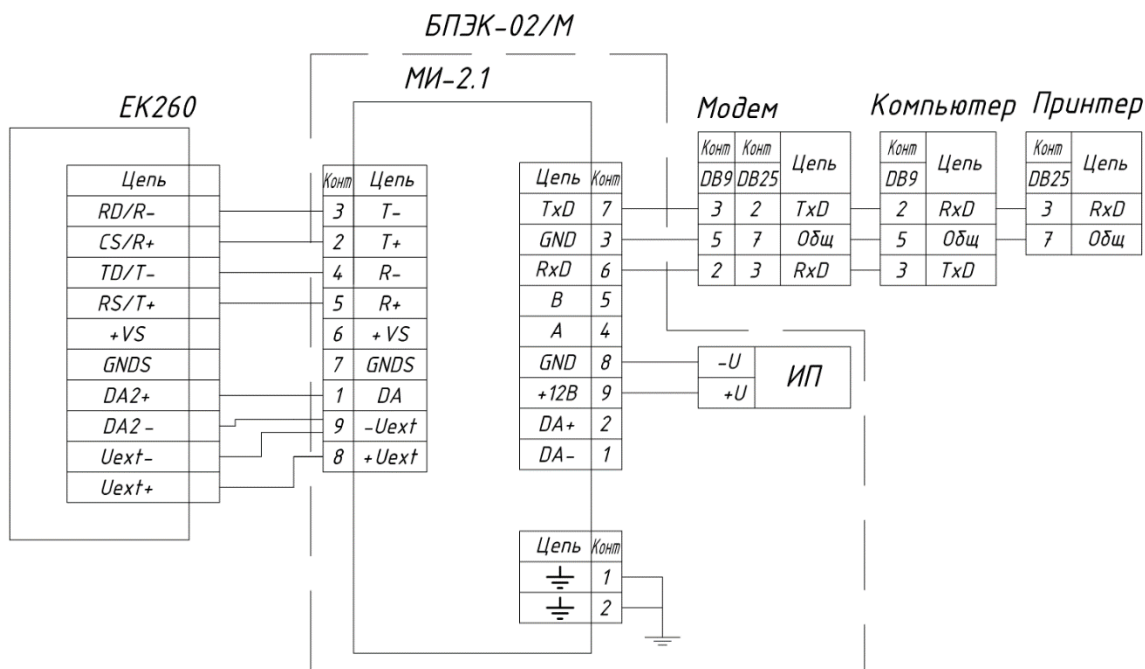 БПЭК-02/М
МИ-2.1
ЕК260
Цепь
RD/R-
CS/R+
TD/T-
RS/T+
+VS
GNDS
DA2+
DA2 -
Uext-
Uext+
Конт Цепь
3 T-
2 T+
4 R-
5 R+
6 +VS
7 GNDS
1 DA
9 -Uext
8 +Uext
Цепь Конт
TxD 7
GND 3
RxD 6
B 5
A 4
GND 8
+12В 9
DA+ 2
DA- 1
Цепь Конт
1
2
Модем
Конт Конт Цепь
DB9 DB25
3 2 TxD
5 7 Общ
2 3 RxD
Компьютер
Конт Цепь
DB9
2 RxD
5 Общ
3 TxD
Принтер
Конт Цепь
DB25
3 RxD
7 Общ
-U ИП
+U